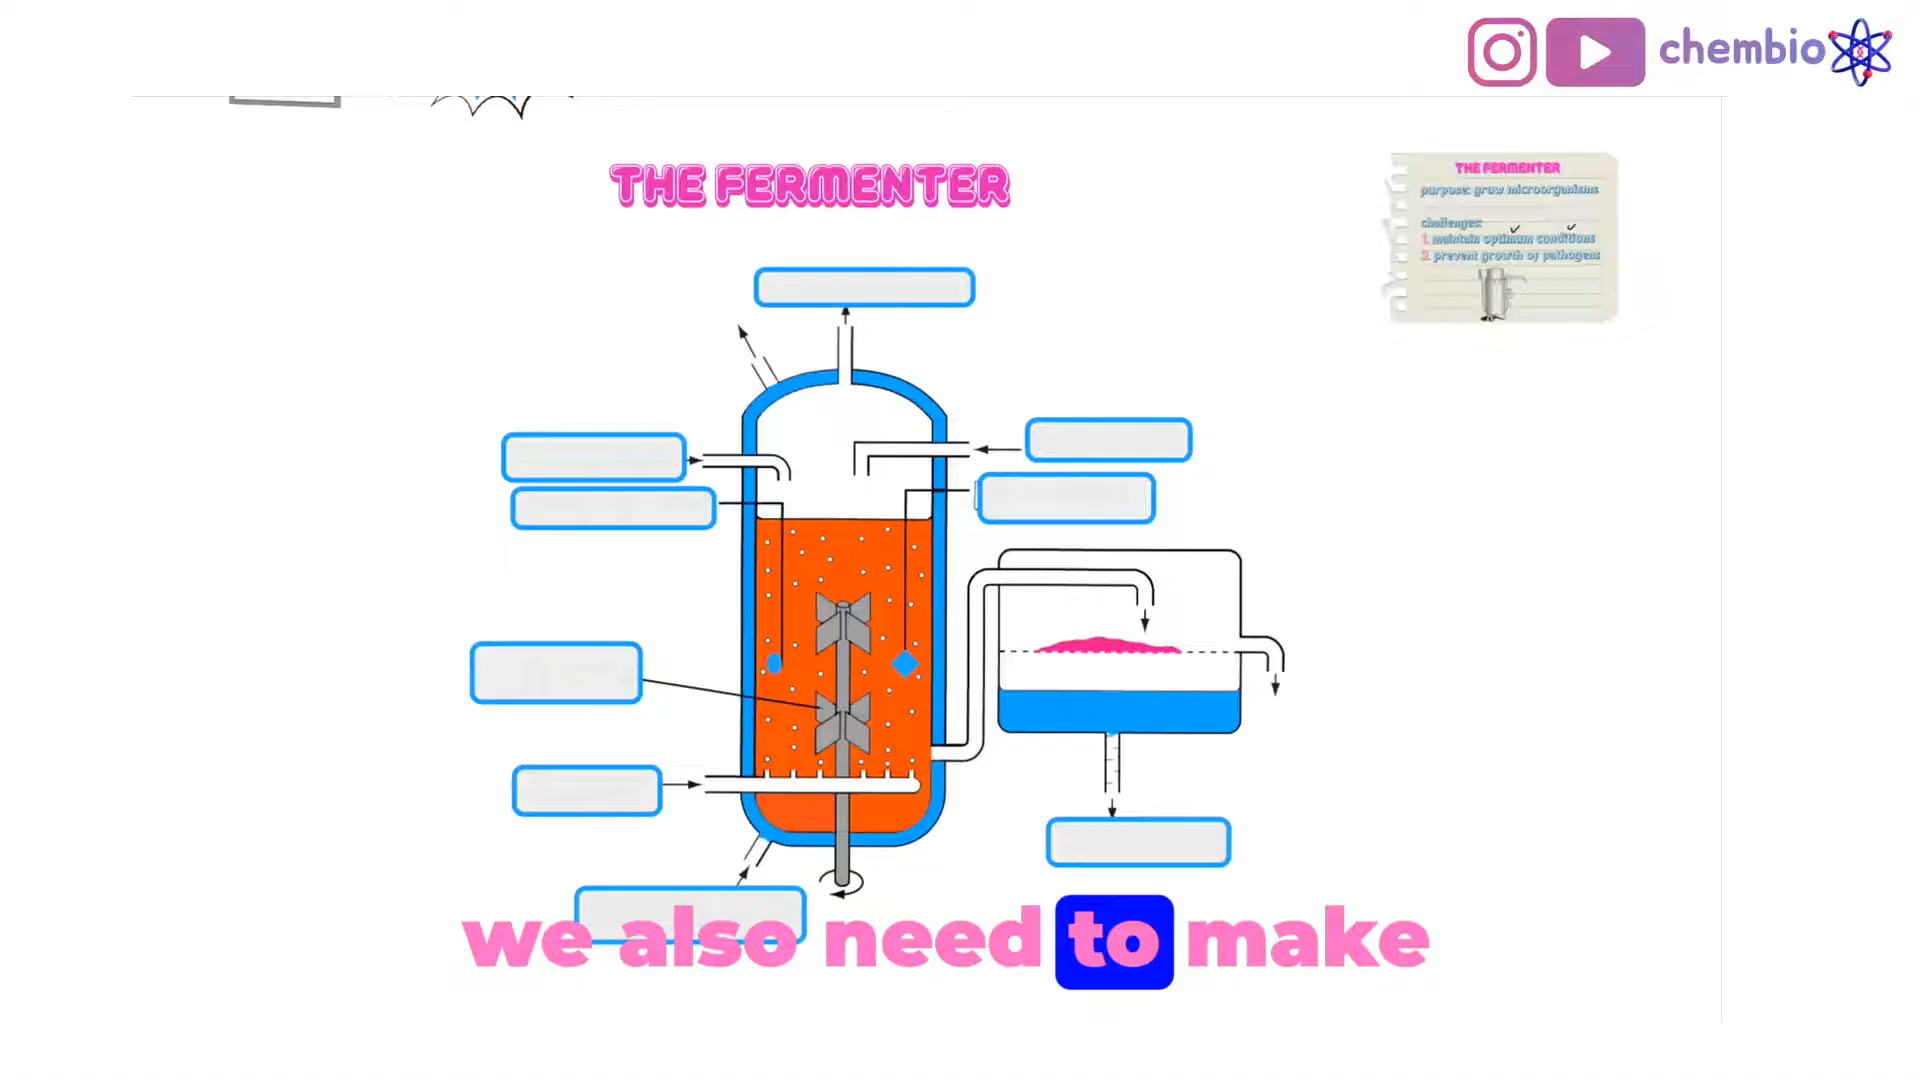 chembio
THE FERMENTER
THE FERMENTER
purpose: grow microorganisms
challenges:
1. maintain optimum conditions
2. prevent growth of pathogens
we also need to make